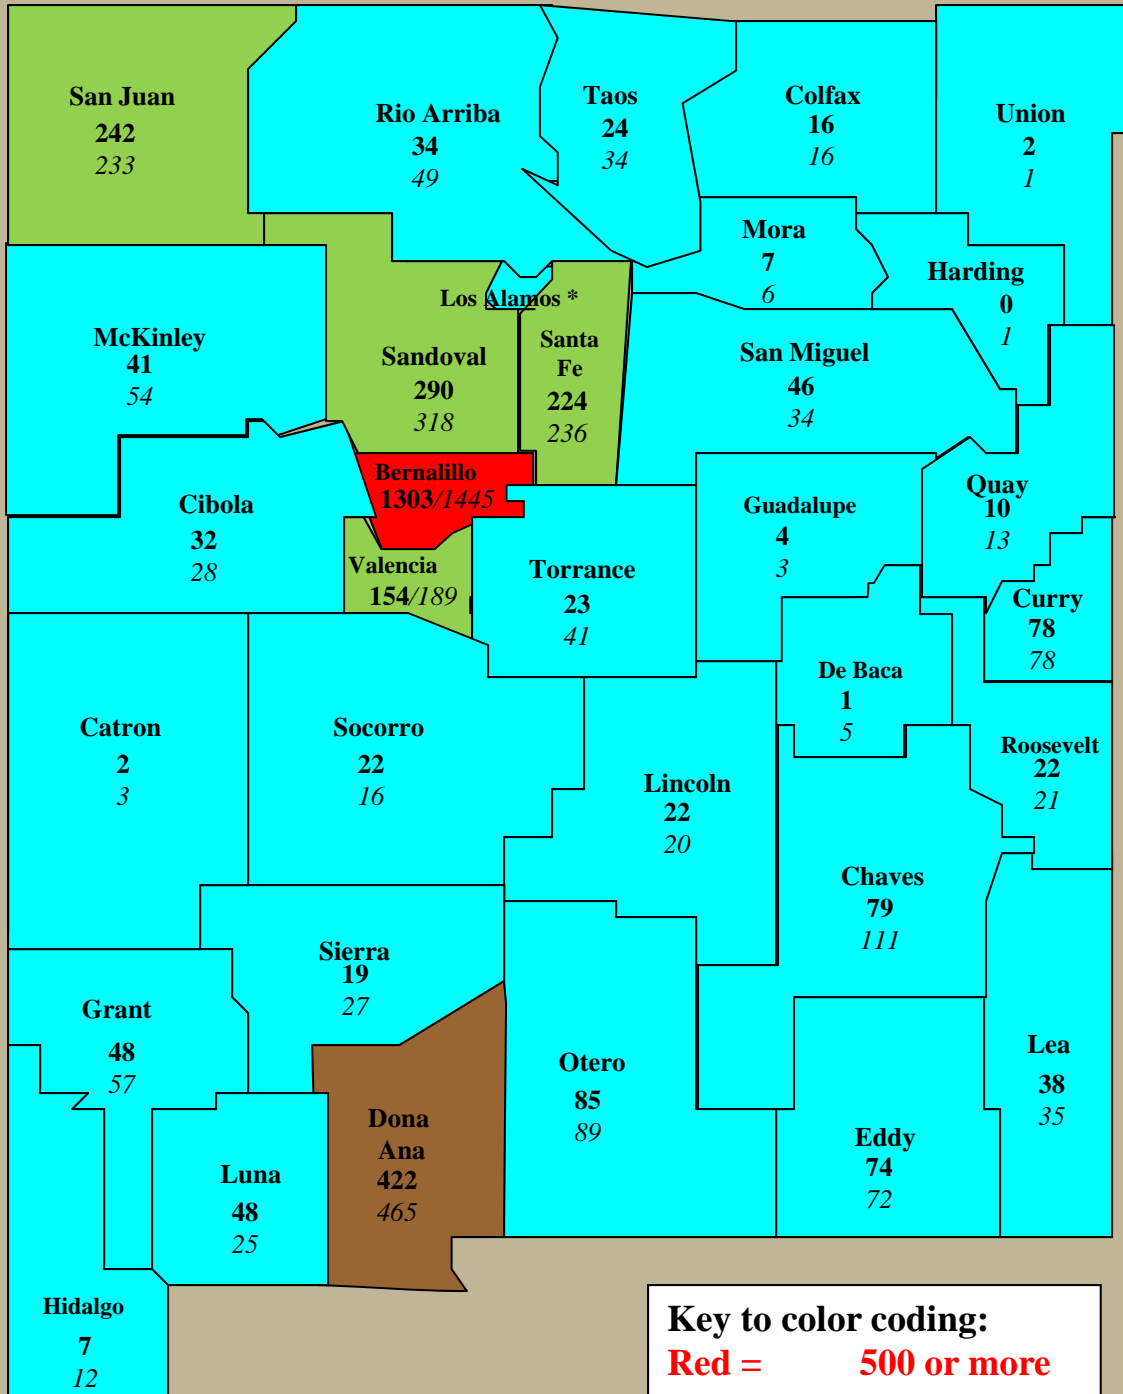 San Juan
242
233
Rio Arriba
34
49
Taos
24
34
Colfax
16
16
Union
2
1
Mora
7
6
Harding
0
1
Los Alamos *
McKinley
41
54
Sandoval
290
318
Santa
Fe
224
236
San Miguel
46
34
Bernalillo
1303/1445
Cibola
32
28
Valencia
154/189
Torrance
23
41
Guadalupe
4
3
Quay
10
13
Curry
78
78
De Baca
1
5
Roosevelt
22
21
Catron
2
3
Socorro
22
16
Lincoln
22
20
Chaves
79
111
Sierra
19
27
Grant
48
57
Otero
85
89
Lea
38
35
Dona
Ana
422
465
Eddy
74
72
Luna
48
25
Hidalgo
7
12
Key to color coding:
Red = 500 or more